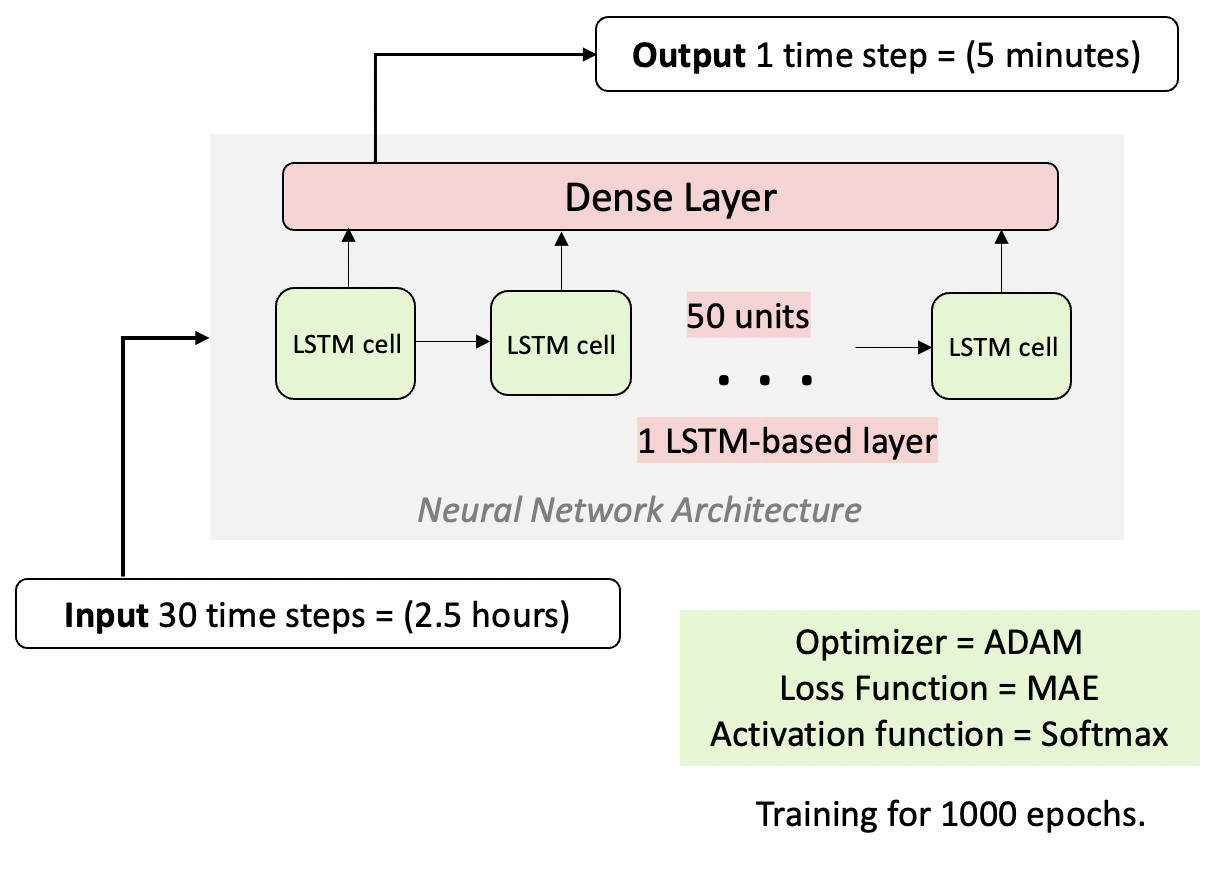 Output 1 time step = (5 minutes)
Dense Layer
LSTM cell
LSTM cell
50 units
. . .
LSTM cell
1 LSTM-based layer
Neural Network Architecture
Input 30 time steps = (2.5 hours)
Optimizer = ADAM
Loss Function = MAE
Activation function = Softmax
Training for 1000 epochs.